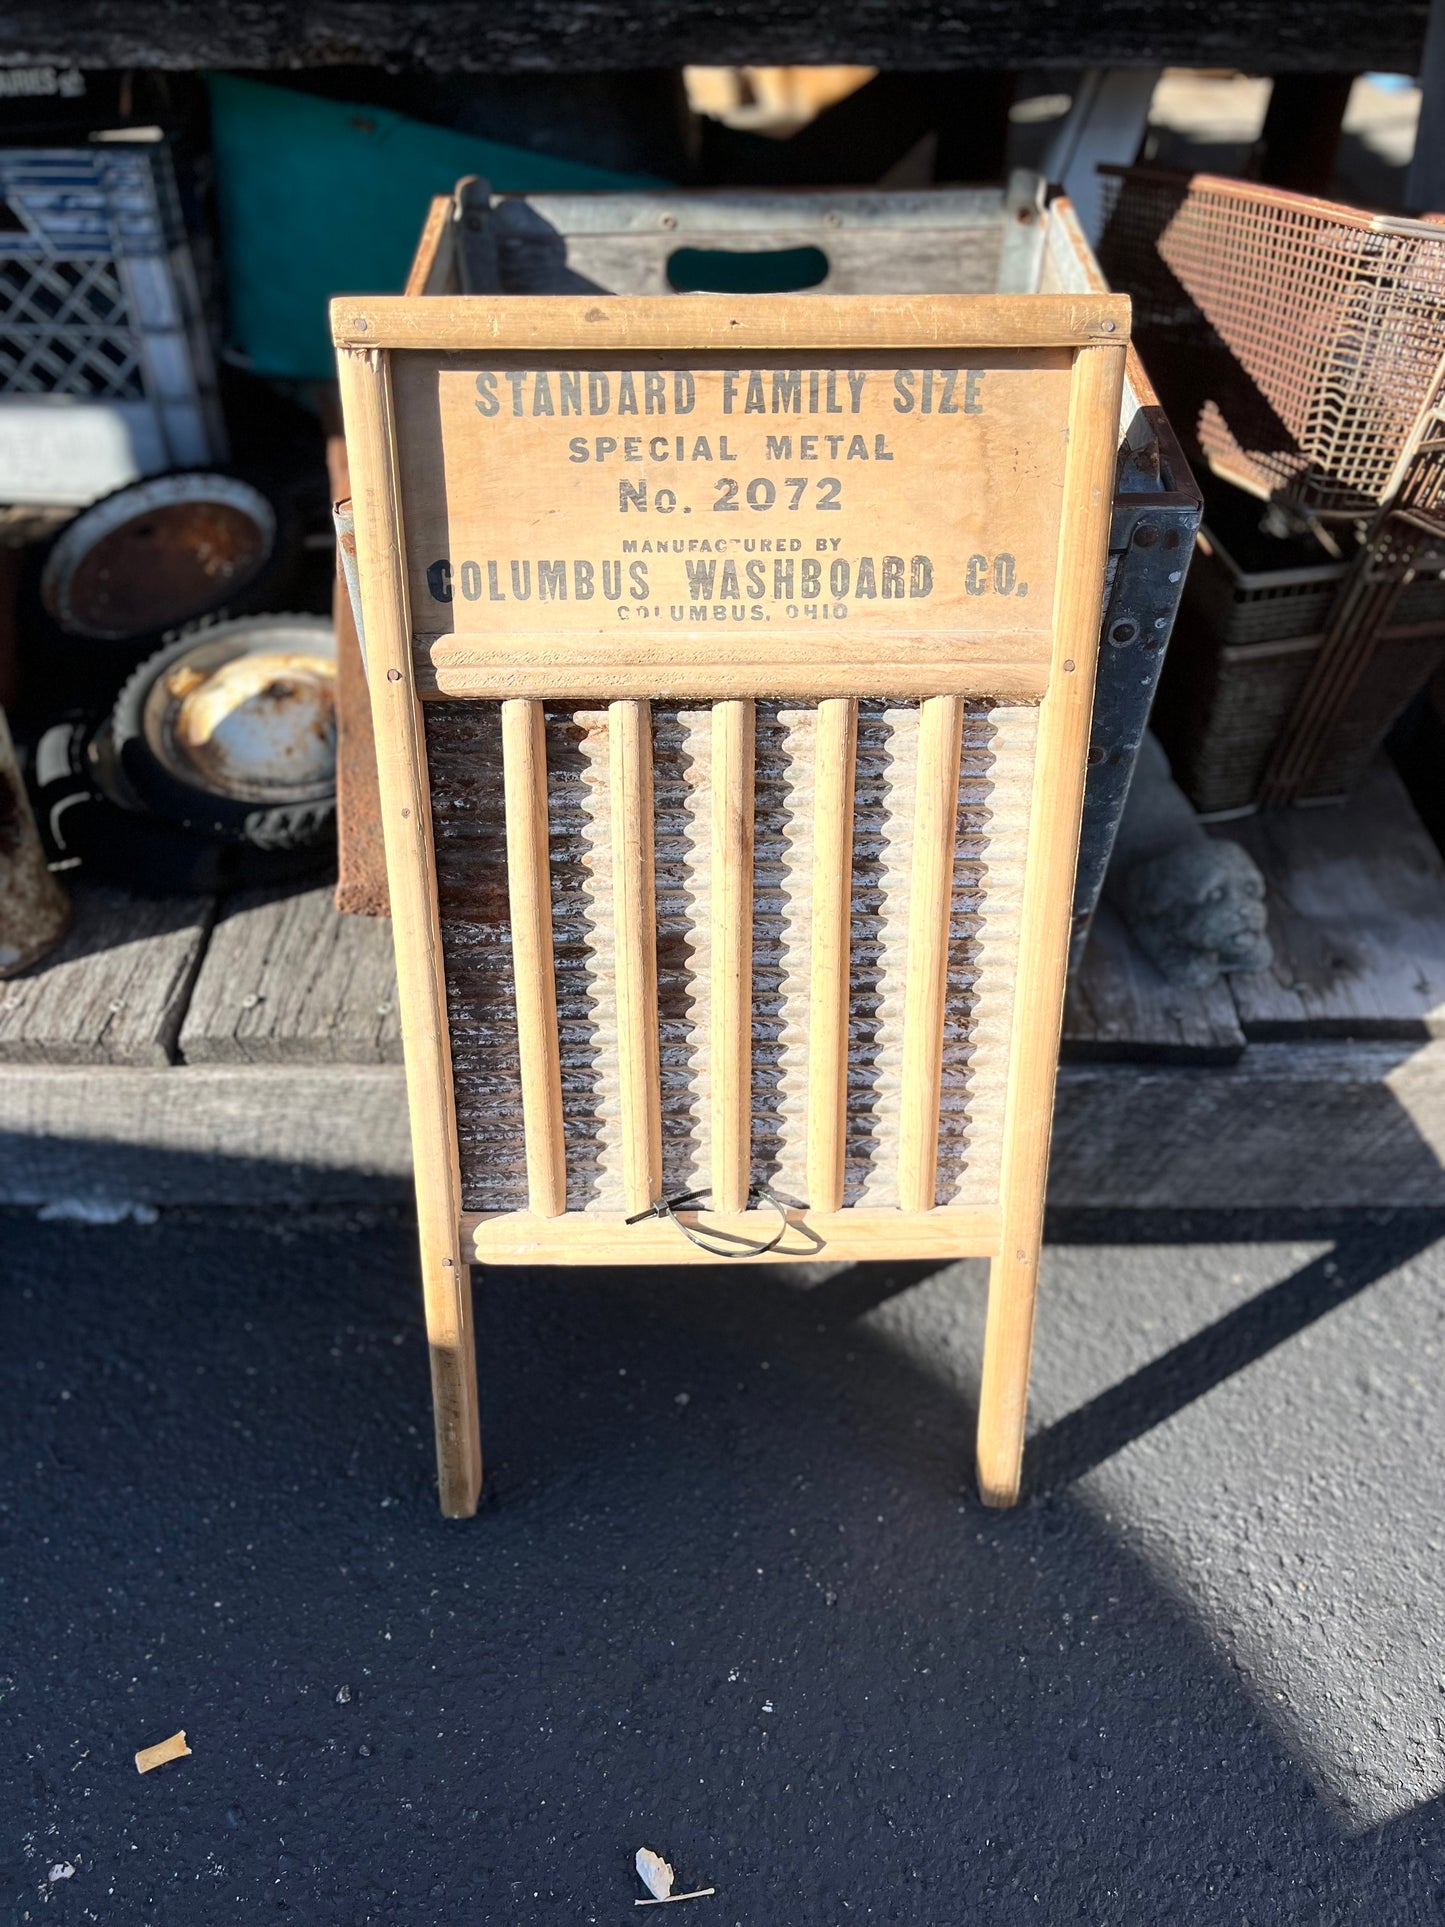 STANDARD FAMILY SIZE
SPECIAL METAL
No. 2072
MANUFACTURED BY
COLUMBUS WASHBOARD CO.
COLUMBUS, OHIO